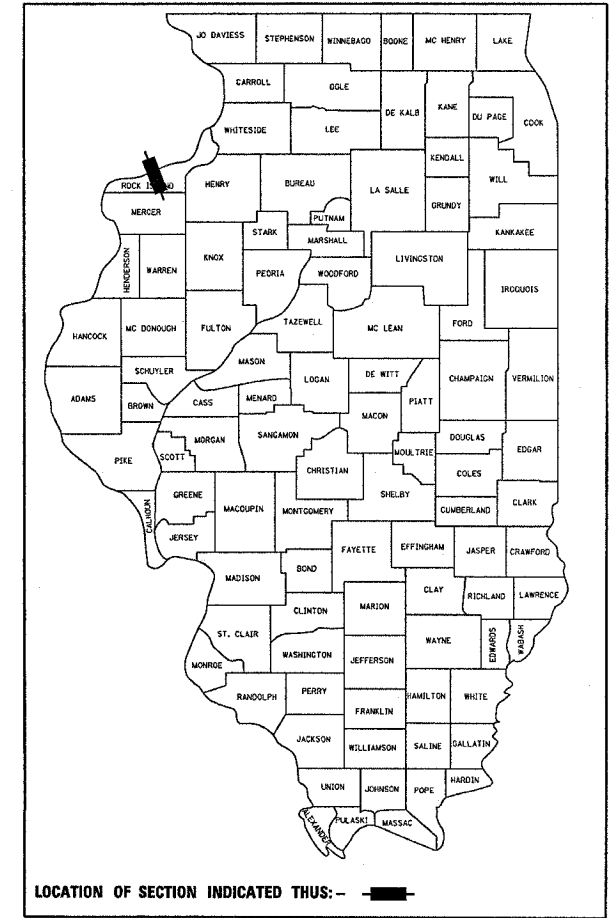 JO DAVIESS STEPHENSON WINNEBAGO BOONE MC HENRY LAKE
CARROLL OGLE DE KALB KANE DU PAGE COOK
WHITESIDE LEE
KENDALL WILL
ROCK ISLAND HENRY BUREAU LA SALLE GRUNDY
MERCER PUTNAM KANKAKEE
STARK MARSHALL LIVINGSTON
HENDERSON WARREN KNOX PEORIA WOODFORD IROQUOIS
HANCOCK MC DONOUGH FULTON TAZEWELL MC LEAN FORD
SCHUYLER MASON
ADAMS BROWN CASS MENARD LOGAN DE WITT PIATT CHAMPAIGN VERMILION
MACON
PIKE SCOTT MORGAN SANGAMON CHRISTIAN MOULTRIE DOUGLAS EDGAR
COLES
CALHOUN GREENE MACOUPIN MONTGOMERY SHELBY CUMBERLAND CLARK
JERSEY FAYETTE EFFINGHAM JASPER CRAWFORD
MADISON BOND
CLINTON MARION CLAY RICHLAND LAWRENCE
ST. CLAIR WASHINGTON WAYNE EDWARDS WABASH
MONROE JEFFERSON
RANDOLPH PERRY HAMILTON WHITE
FRANKLIN
JACKSON WILLIAMSON SALINE GALLATIN
UNION JOHNSON POPE HARDIN
ALEXANDER PULASKI MASSAC
LOCATION OF SECTION INDICATED THUS: -